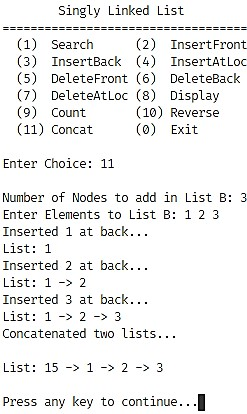 Singly Linked List
===================================
(1) Search (2) InsertFront
(3) InsertBack (4) InsertAtLoc
(5) DeleteFront (6) DeleteBack
(7) DeleteAtLoc (8) Display
(9) Count (10) Reverse
(11) Concat (0) Exit
Enter Choice: 11
Number of Nodes to add in List B: 3
Enter Elements to List B: 1 2 3
Inserted 1 at back...
List: 1
Inserted 2 at back...
List: 1 -> 2
Inserted 3 at back...
List: 1 -> 2 -> 3
Concatenated two lists...
List: 15 -> 1 -> 2 -> 3
Press any key to continue...